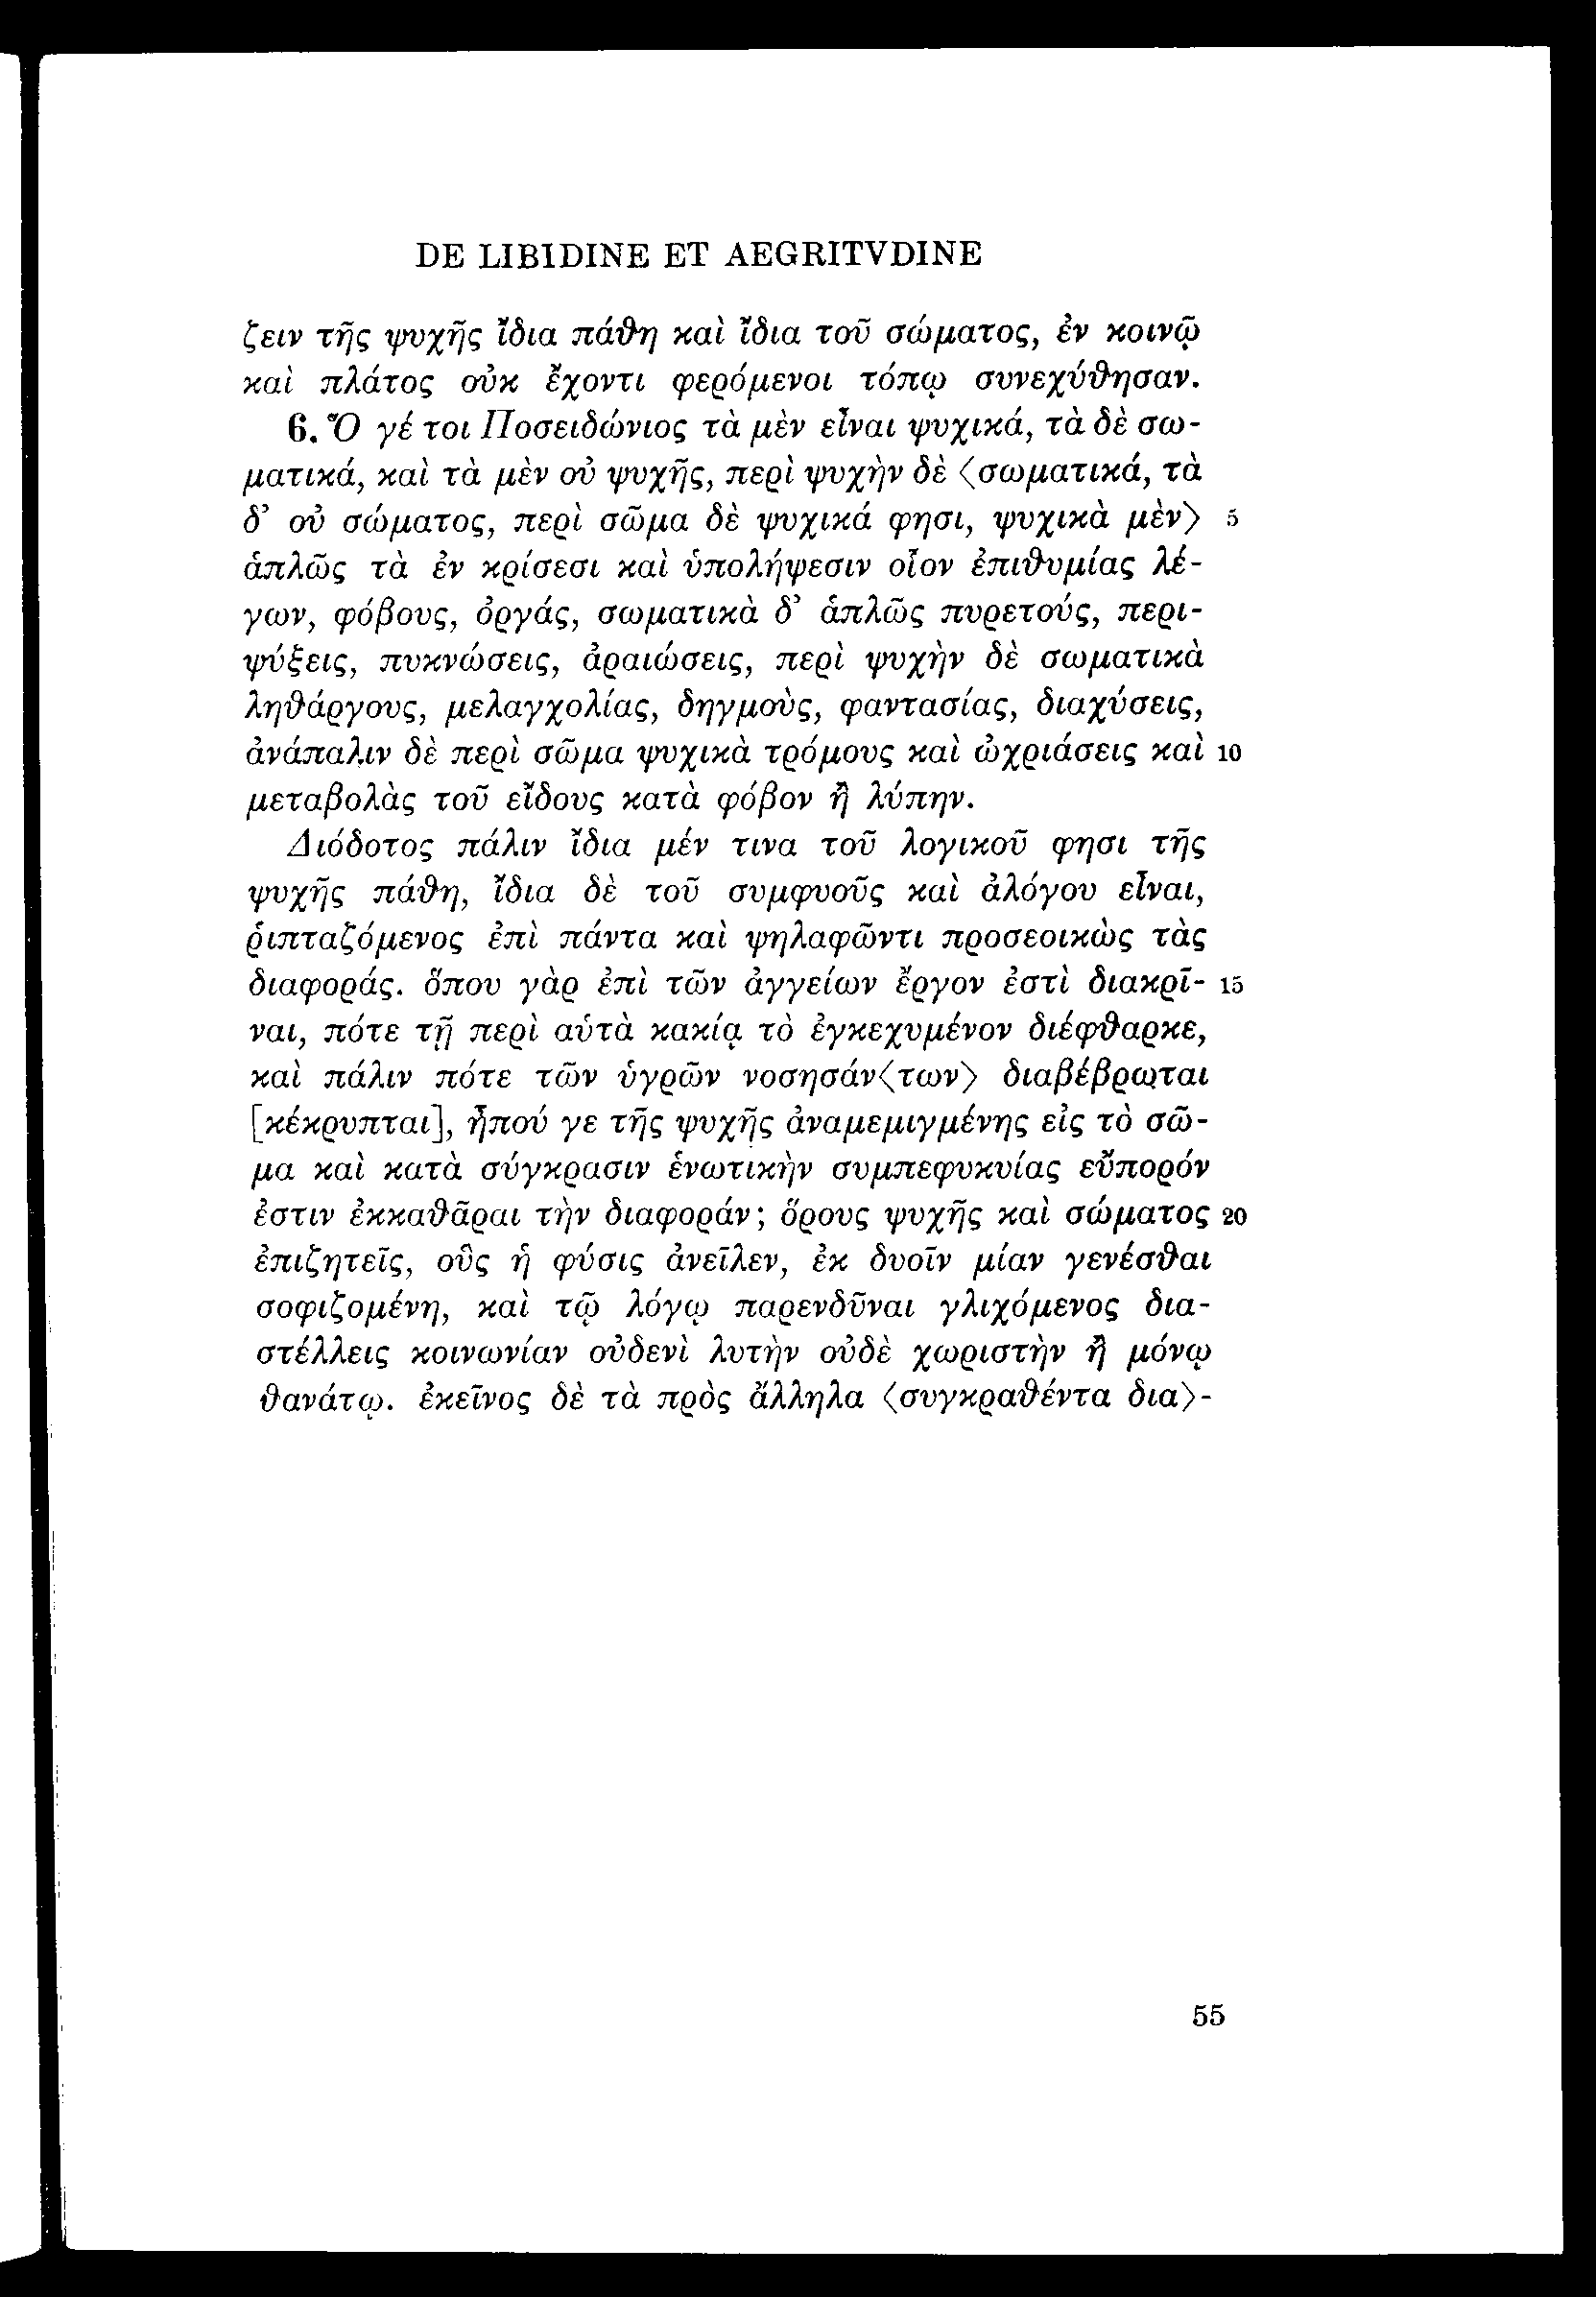 DE LIBIDINE ET AEGRITVDINE
ζειν τῆς ψυχῆς ἴδια πάθη καὶ ἴδια τοῦ σώματος, ἐν κοινῷ
καὶ πλάτος οὐκ ἔχοντι φερόμενοι τόπῳ συνεχύθησαν.
6. Ὅ γέ τοι Ποσειδώνιος τὰ μὲν εἶναι ψυχικά, τὰ δὲ σω-
ματικά, καὶ τὰ μὲν οὐ ψυχῆς, περὶ ψυχὴν δὲ ⟨σωματικά, τὰ
δ’ οὐ σώματος, περὶ σῶμα δὲ ψυχικά φησι, ψυχικὰ μὲν⟩ 5
ἁπλῶς τὰ ἐν κρίσεσι καὶ ὑπολήψεσιν οἷον ἐπιθυμίας λέ-
γων, φόβους, ὀργάς, σωματικὰ δ’ ἁπλῶς πυρετούς, περι-
ψύξεις, πυκνώσεις, ἀραιώσεις, περὶ ψυχὴν δὲ σωματικὰ
ληθάργους, μελαγχολίας, δηγμοὺς, φαντασίας, διαχύσεις,
ἀνάπαλιν δὲ περὶ σῶμα ψυχικὰ τρόμους καὶ ὠχριάσεις καὶ 10
μεταβολὰς τοῦ εἴδους κατὰ φόβον ἢ λύπην.
Διόδοτος πάλιν ἴδια μέν τινα τοῦ λογικοῦ φησι τῆς
ψυχῆς πάθη, ἴδια δὲ τοῦ συμφυοῦς καὶ ἀλόγου εἶναι,
ῥιπταζόμενος ἐπὶ πάντα καὶ ψηλαφῶντι προσεοικὼς τὰς
διαφοράς. ὅπου γὰρ ἐπὶ τῶν ἀγγείων ἔργον ἐστὶ διακρῖ- 15
ναι, πότε τῇ περὶ αὑτὰ κακίᾳ τὸ ἐγκεχυμένον διέφθαρκε,
καὶ πάλιν πότε τῶν ὑγρῶν νοσησάν⟨των⟩ διαβέβρωται
[κέκρυπται], ἦπού γε τῆς ψυχῆς ἀναμεμιγμένης εἰς τὸ σῶ-
μα καὶ κατὰ σύγκρασιν ἑνωτικὴν συμπεφυκυίας εὔπορόν
ἐστιν ἐκκαθᾶραι τὴν διαφοράν; ὅρους ψυχῆς καὶ σώματος 20
ἐπιζητεῖς, οὓς ἡ φύσις ἀνεῖλεν, ἐκ δυοῖν μίαν γενέσθαι
σοφιζομένη, καὶ τῷ λόγῳ παρενδῦναι γλιχόμενος δια-
στέλλεις κοινωνίαν οὐδενὶ λυτὴν οὐδὲ χωριστὴν ἢ μόνῳ
θανάτῳ. ἐκεῖνος δὲ τὰ πρὸς ἄλληλα ⟨συγκραθέντα δια⟩-
55